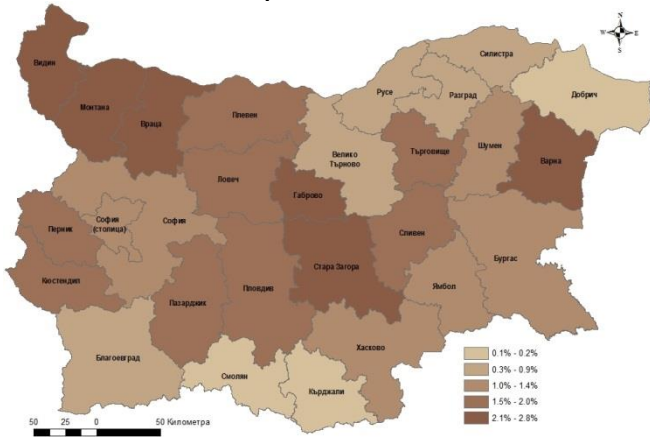 N
W E
S
Видин
Монтана
Враца
Плевен
Русе
Силистра
Разград
Добрич
Велико
Търново
Търговище
Шумен
Варна
Ловеч
Габрово
София
(столица)
София
Перник
Кюстендил
Пазарджик
Пловдив
Стара Загора
Сливен
Ямбол
Бургас
Хасково
Благоевград
Смолян
Кърджали
0.1% - 0.2%
0.3% - 0.9%
1.0% - 1.4%
1.5% - 2.0%
2.1% - 2.8%
50 25 0 50 Километра